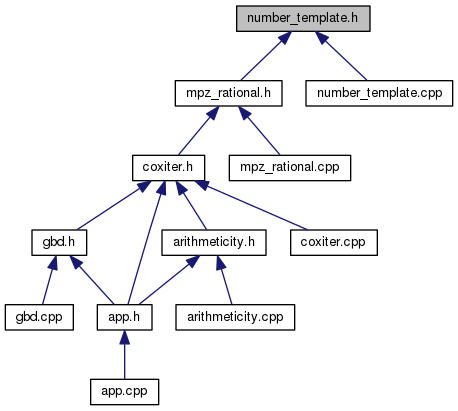 number_template.h
mpz_rational.h
number_template.cpp
coxiter.h
mpz_rational.cpp
gbd.h
arithmeticity.h
coxiter.cpp
gbd.cpp
app.h
arithmeticity.cpp
app.cpp